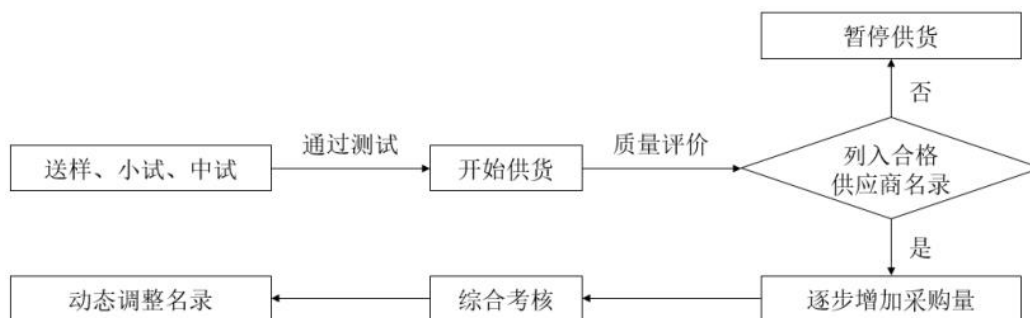 暂停供货
否
通过测试
质量评价
送样、小试、中试
开始供货
列入合格
供应商名录
是
动态调整名录
综合考核
逐步增加采购量